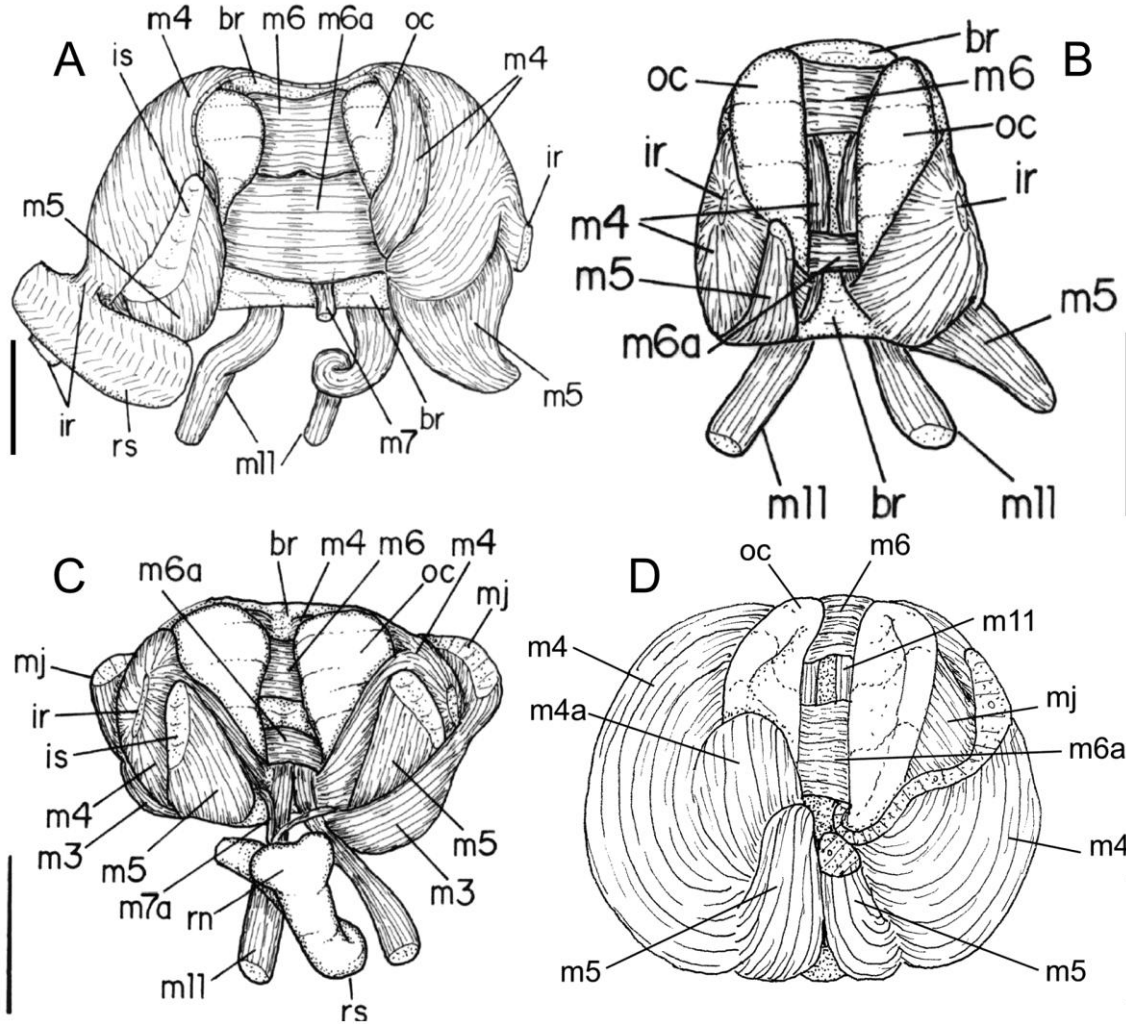 A
m4 br m6 m6a oc
is m4
ir
m5
m5
ir rs m11 m7 br
B
br
oc m6
oc
ir ir
m4
m5 m5
m6a
m11 br m11
C
br m4 m6 m4
m6a oc
mj
mj
ir
is
m4
m3 m5
m5 m3
m7a rn
m11
rs
D
oc m6
m11
m4
mj
m4a
m6a
m4
m5 m5